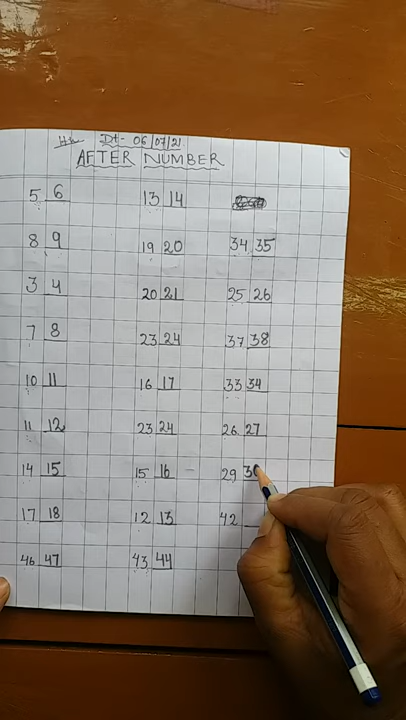 Hw Dt- 06/07/21
AFTER NUMBER
5 6 13 14
8 9 19 20 34 35
3 4 20 21 25 26
7 8 23 24 37 38
10 11 16 17 33 34
11 12 23 24 26 27
14 15 15 16 29 30
17 18 12 13 42
46 47 43 44